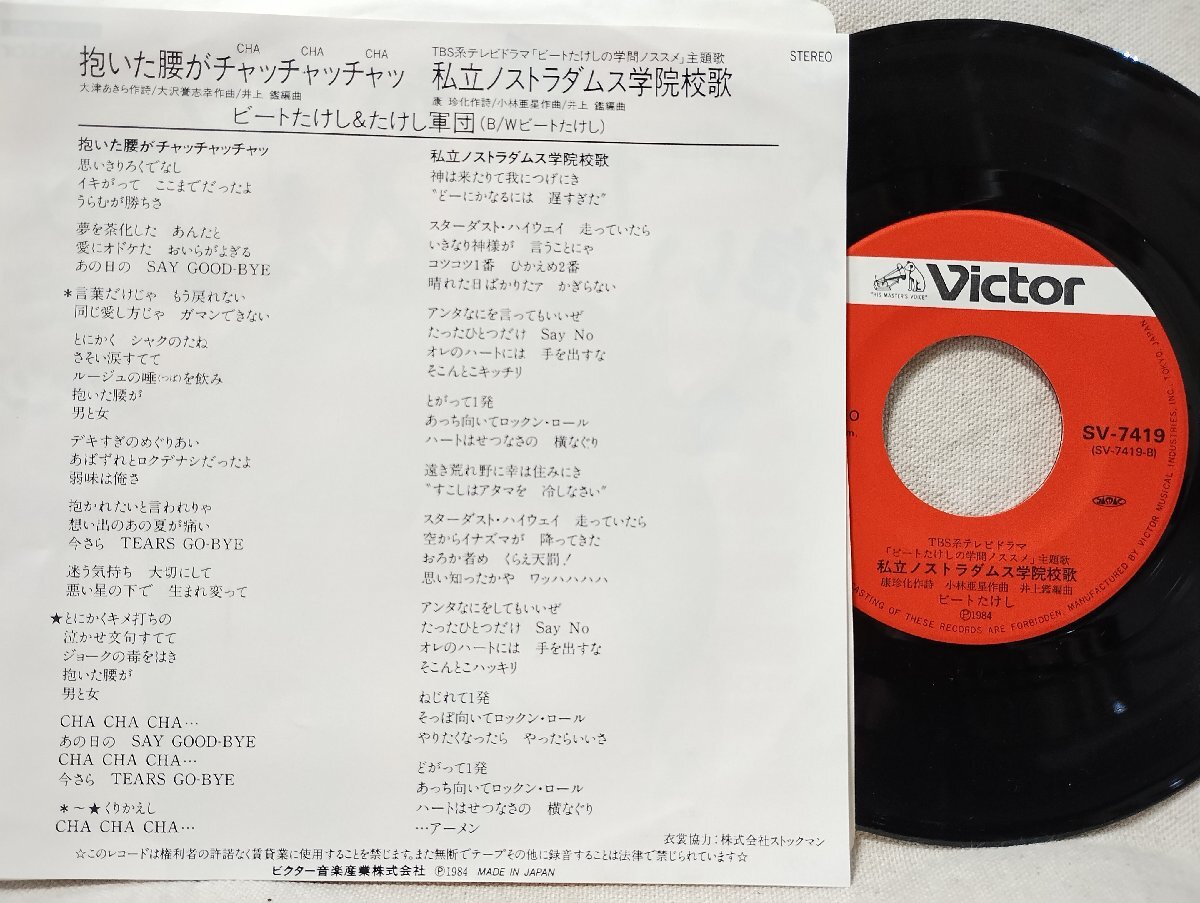 CHA CHA CHA
抱いた腰がチャッチャッチャッ
大津あきら作詩/大沢誉志幸作曲/井上 鑑編曲
TBS系テレビドラマ「ビートたけしの学問ノススメ」主題歌
私立ノストラダムス学院校歌
康 珍化作詩/小林亜星作曲/井上 鑑編曲
STEREO
ビートたけし&たけし軍団(B/Wビートたけし)
抱いた腰がチャッチャッチャッ
思いきりろくでなし
イキがって ここまでだったよ
うらむが勝ちさ
夢を茶化した あんたと
愛にオドケた おいらがよぎる
あの日の SAY GOOD-BYE
*言葉だけじゃ もう戻れない
同じ愛し方じゃ ガマンできない
とにかく シャクのたね
さそい涙すてて
ルージュの唾(つば)を飲み
抱いた腰が
男と女
デキすぎのめぐりあい
あばずれとロクデナシだったよ
弱味は俺さ
抱かれたいと言われりゃ
想い出のあの夏が痛い
今さら TEARS GO-BYE
迷う気持ち 大切にして
悪い星の下で 生まれ変って
★とにかくキメ打ちの
泣かせ文句すてて
ジョークの毒をはき
抱いた腰が
男と女
CHA CHA CHA…
あの日の SAY GOOD-BYE
CHA CHA CHA…
今さら TEARS GO-BYE
*~★くりかえし
CHA CHA CHA…
私立ノストラダムス学院校歌
神は来たりて我につげにき
"どーにかなるには 遅すぎた"
スターダスト・ハイウェイ 走っていたら
いきなり神様が 言うことにゃ
コツコツ1番 ひかえめ2番
晴れた日ばかりたァ かぎらない
アンタなにを言ってもいいぜ
たったひとつだけ Say No
オレのハートには 手を出すな
そこんとこキッチリ
とがって1発
あっち向いてロックン・ロール
ハートはせつなさの 横なぐり
遠き荒れ野に幸は住みにき
"すこしはアタマを 冷しなさい"
スターダスト・ハイウェイ 走っていたら
空からイナズマが 降ってきた
おろか者め くらえ天罰!
思い知ったかや ワッハハハハ
アンタなにをしてもいいぜ
たったひとつだけ Say No
オレのハートには 手を出すな
そこんとこハッキリ
ねじれて1発
そっぽ向いてロックン・ロール
やりたくなったら やったらいいさ
どがって1発
あっち向いてロックン・ロール
ハートはせつなさの 横なぐり
…アーメン
衣裳協力:株式会社ストックマン
☆このレコードは権利者の許諾なく賃貸業に使用することを禁じます。また無断でテープその他に録音することは法律で禁じられています☆
ビクター音楽産業株式会社 Ⓟ1984 MADE IN JAPAN
"HIS MASTER'S VOICE"
Victor
SV-7419
(SV-7419-B)
TBS系テレビドラマ
「ビートたけしの学問ノススメ」主題歌
私立ノストラダムス学院校歌
康珍化作詩 小林亜星作曲 井上鑑編曲
ビートたけし
Ⓟ1984
CASTING OF THESE RECORDS ARE FORBIDDEN. MANUFACTURED BY VICTOR MUSICAL INDUSTRIES, INC. TOKYO, JAPAN